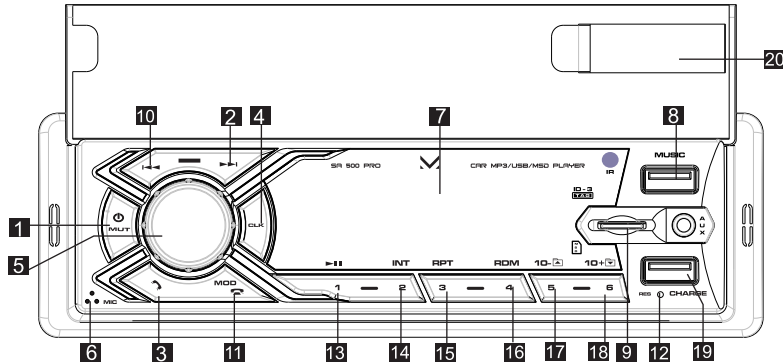 20
10
2
4
7
8
SA 500 PRO
CAR MP3/USB/MSD PLAYER
IR
MUSIC
ID-3
TAG
1
MUT
CLK
AUX
5
INT
RPT
RDM
10-
10+
MOD
1
2
3
4
5
6
MIC
RES
CHARGE
6
3
11
13
14
15
16
17
18
9
12
19